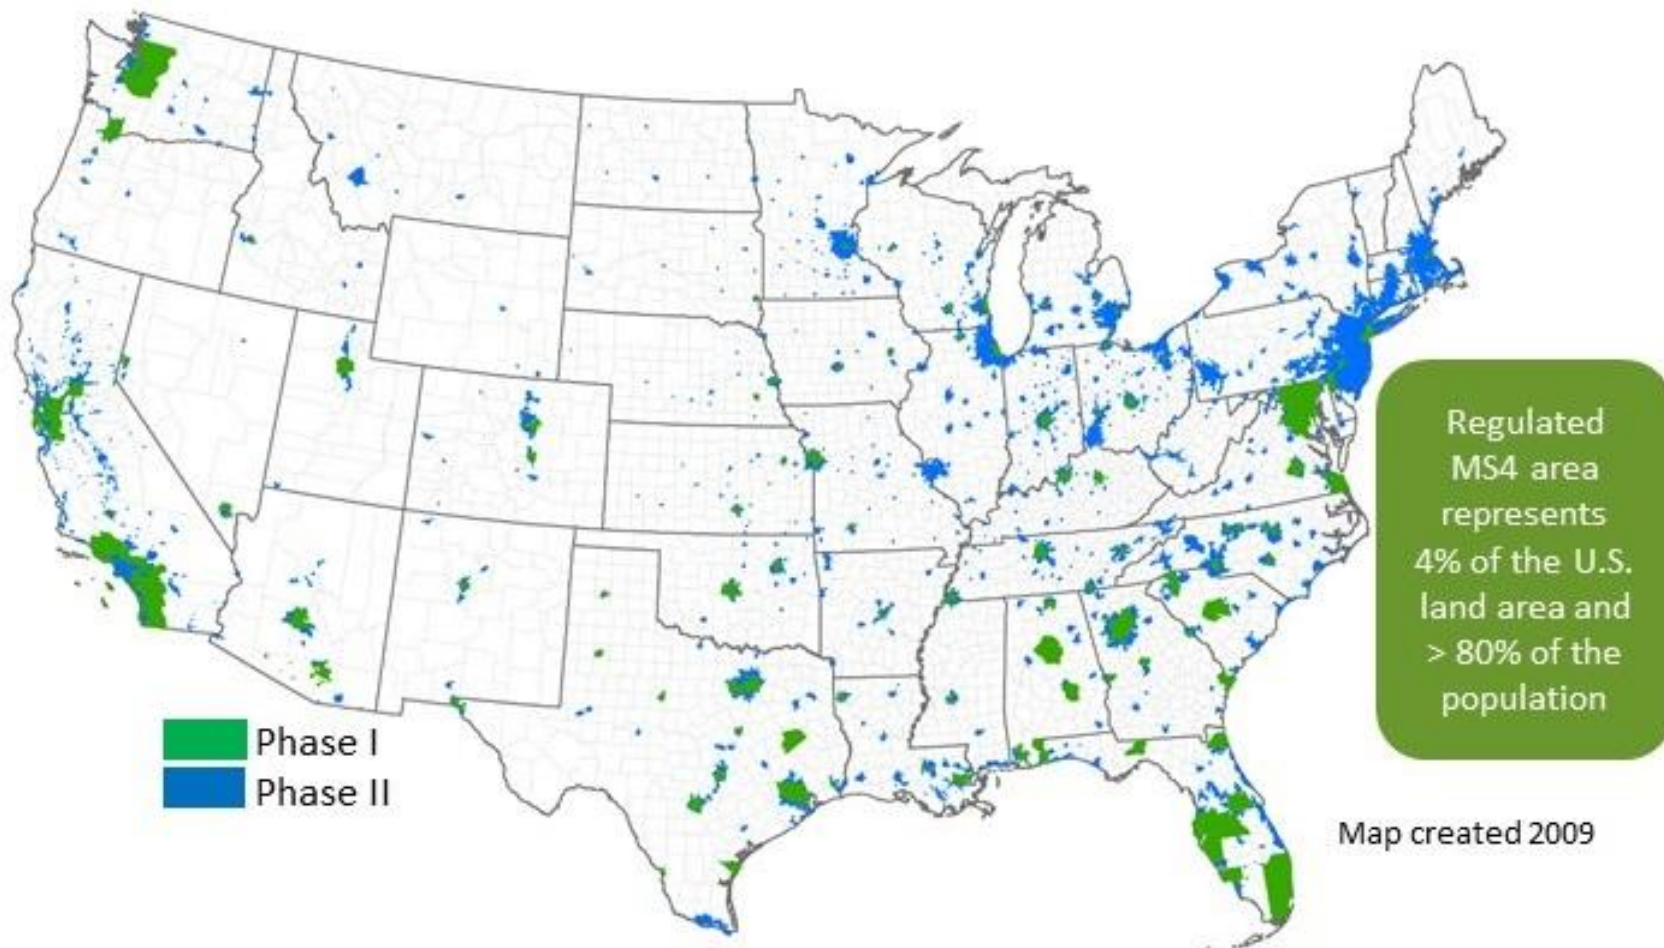 Regulated
MS4 area
represents
4% of the U.S.
land area and
> 80% of the
population
Phase I
Phase II
Map created 2009